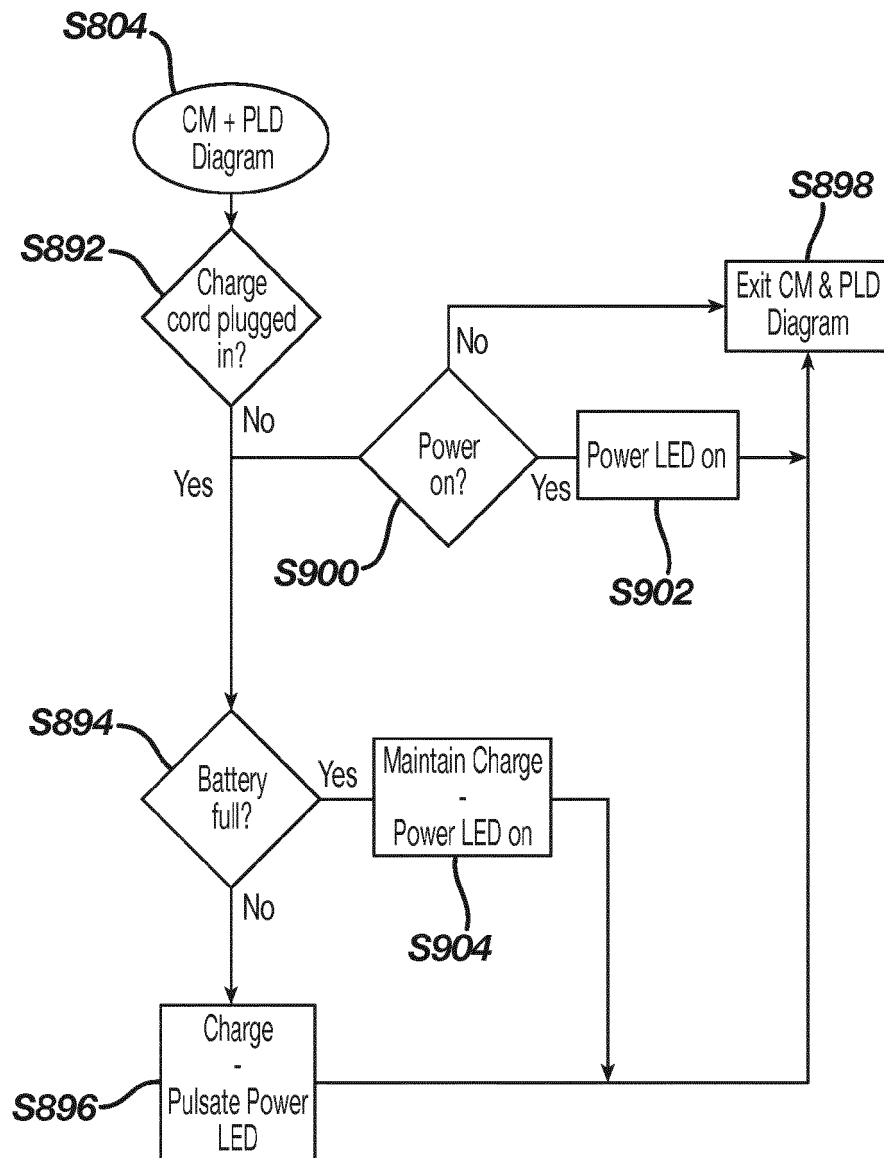 S804
CM + PLD
Diagram
S892
Charge
cord plugged
in?
S898
Exit CM & PLD
Diagram
No
No
Power
on?
Yes
Yes
Power LED on
S900
S902
S894
Battery
full?
Yes
Maintain Charge
-
Power LED on
No
S904
Charge
-
Pulsate Power
LED
S896